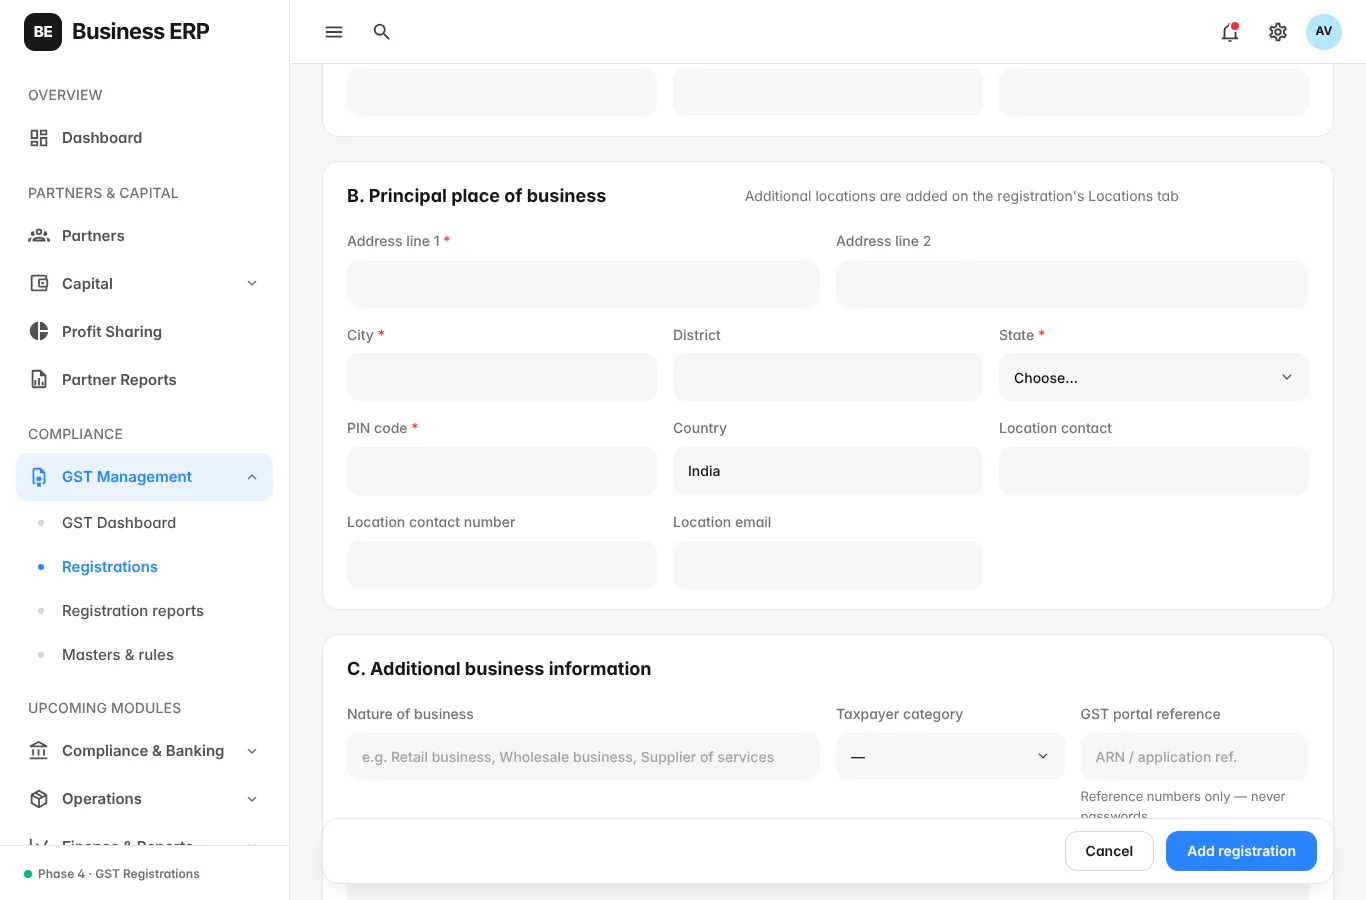 BE Business ERP
AV
OVERVIEW
Dashboard
PARTNERS & CAPITAL
Partners
Capital
Profit Sharing
Partner Reports
COMPLIANCE
GST Management
GST Dashboard
Registrations
Registration reports
Masters & rules
UPCOMING MODULES
Compliance & Banking
Operations
Finance & Reports
Phase 4 · GST Registrations
B. Principal place of business
Additional locations are added on the registration's Locations tab
Address line 1 *
Address line 2
City *
District
State *
Choose...
PIN code *
Country
Location contact
India
Location contact number
Location email
C. Additional business information
Nature of business
Taxpayer category
GST portal reference
e.g. Retail business, Wholesale business, Supplier of services
—
ARN / application ref.
Reference numbers only — never
passwords
Cancel
Add registration